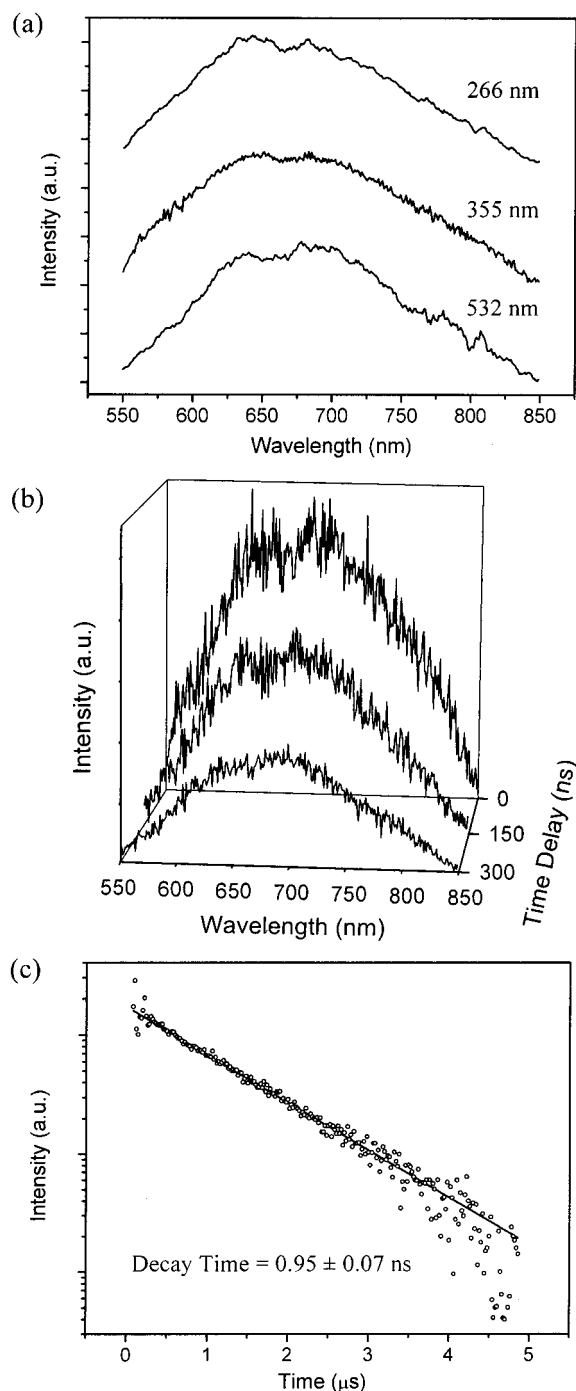 (a)
266 nm
355 nm
532 nm
Intensity (a.u.)
550 600 650 700 750 800 850
Wavelength (nm)
(b)
Intensity (a.u.)
0
150
300
Time Delay (ns)
550 600 650 700 750 800 850
Wavelength (nm)
(c)
Intensity (a.u.)
Decay Time = 0.95 ± 0.07 ns
0 1 2 3 4 5
Time (μs)